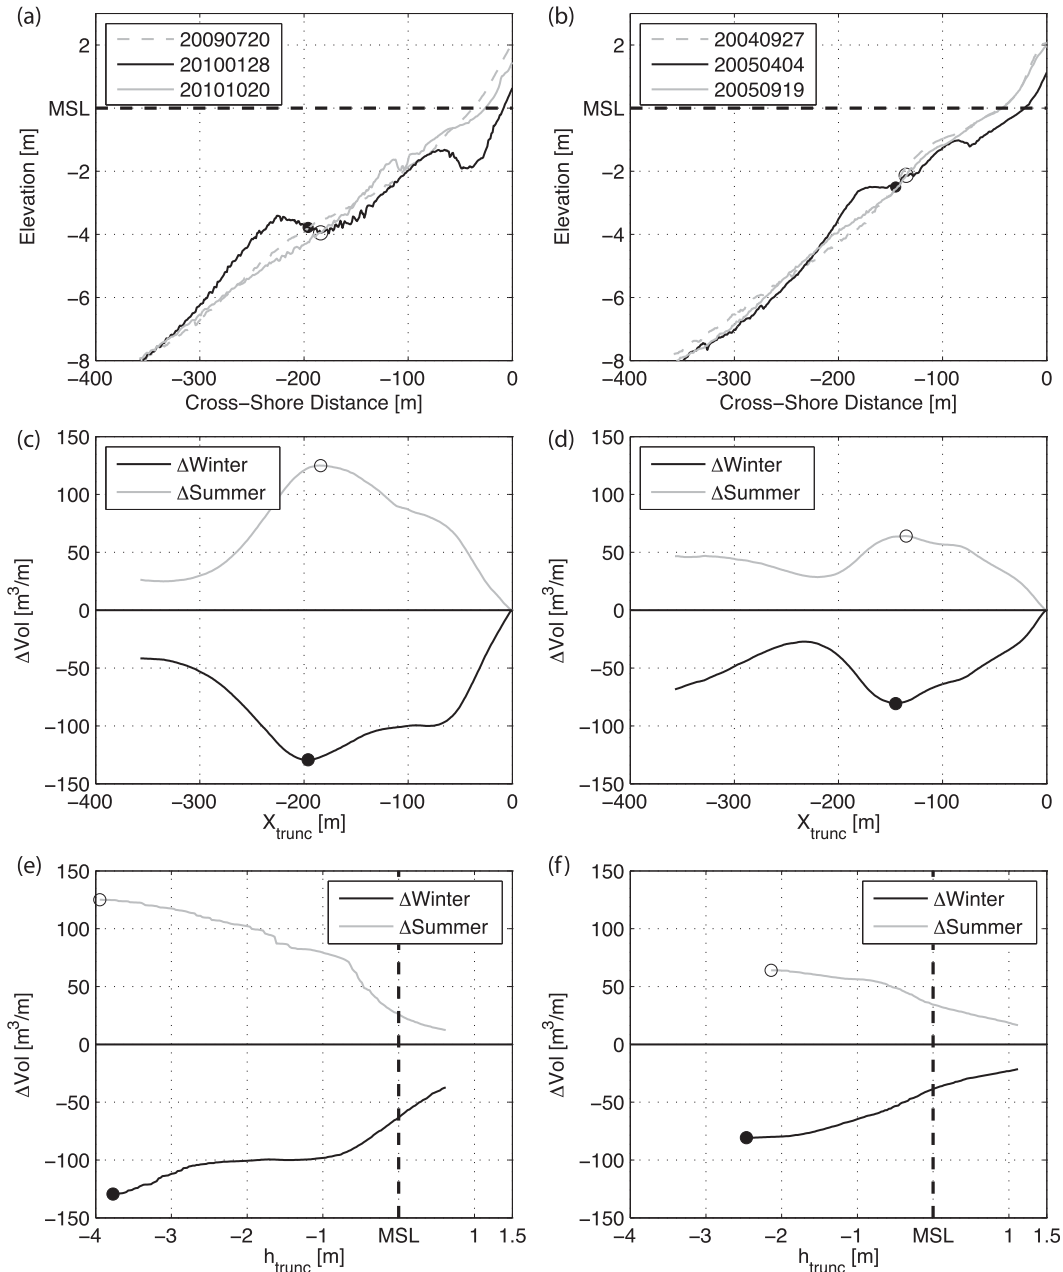 (a)
2
MSL
−2
−4
−6
−8
Elevation [m]
20090720
20100128
20101020
−400 −300 −200 −100 0
Cross−Shore Distance [m]
(b)
2
MSL
−2
−4
−6
−8
Elevation [m]
20040927
20050404
20050919
−400 −300 −200 −100 0
Cross−Shore Distance [m]
(c)
150
100
50
0
−50
−100
−150
ΔVol [m³/m]
ΔWinter
ΔSummer
−400 −300 −200 −100 0
Xtrunc [m]
(d)
150
100
50
0
−50
−100
−150
ΔVol [m³/m]
ΔWinter
ΔSummer
−400 −300 −200 −100 0
Xtrunc [m]
(e)
150
100
50
0
−50
−100
−150
ΔVol [m³/m]
ΔWinter
ΔSummer
−4 −3 −2 −1 MSL 1 1.5
htrunc [m]
(f)
150
100
50
0
−50
−100
−150
ΔVol [m³/m]
ΔWinter
ΔSummer
−4 −3 −2 −1 MSL 1 1.5
htrunc [m]